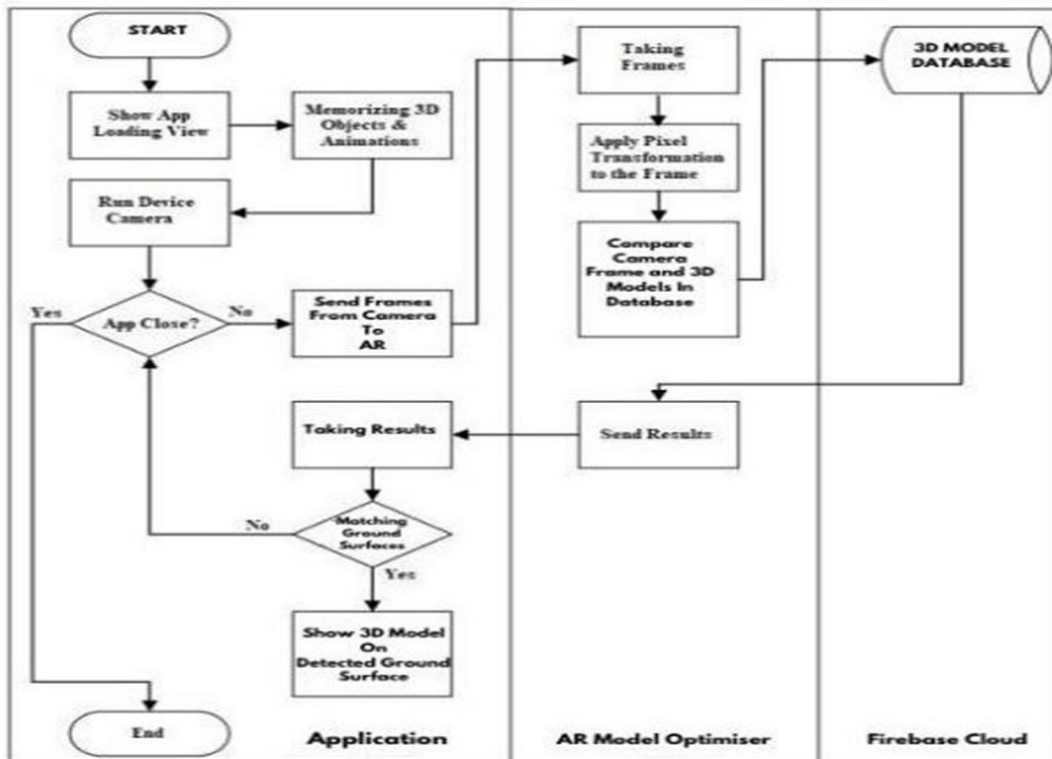 START
Show App
Loading View
Memorizing 3D
Objects &
Animations
Run Device
Camera
Yes
App Close?
No
Send Frames
From Camera
To
AR
Taking Results
No
Matching
Ground
Surfaces
Yes
Show 3D Model
On
Detected Ground
Surface
End
Application
Taking
Frames
Apply Pixel
Transformation
to the Frame
Compare
Camera
Frame and 3D
Models In
Database
Send Results
AR Model Optimiser
3D MODEL
DATABASE
Firebase Cloud